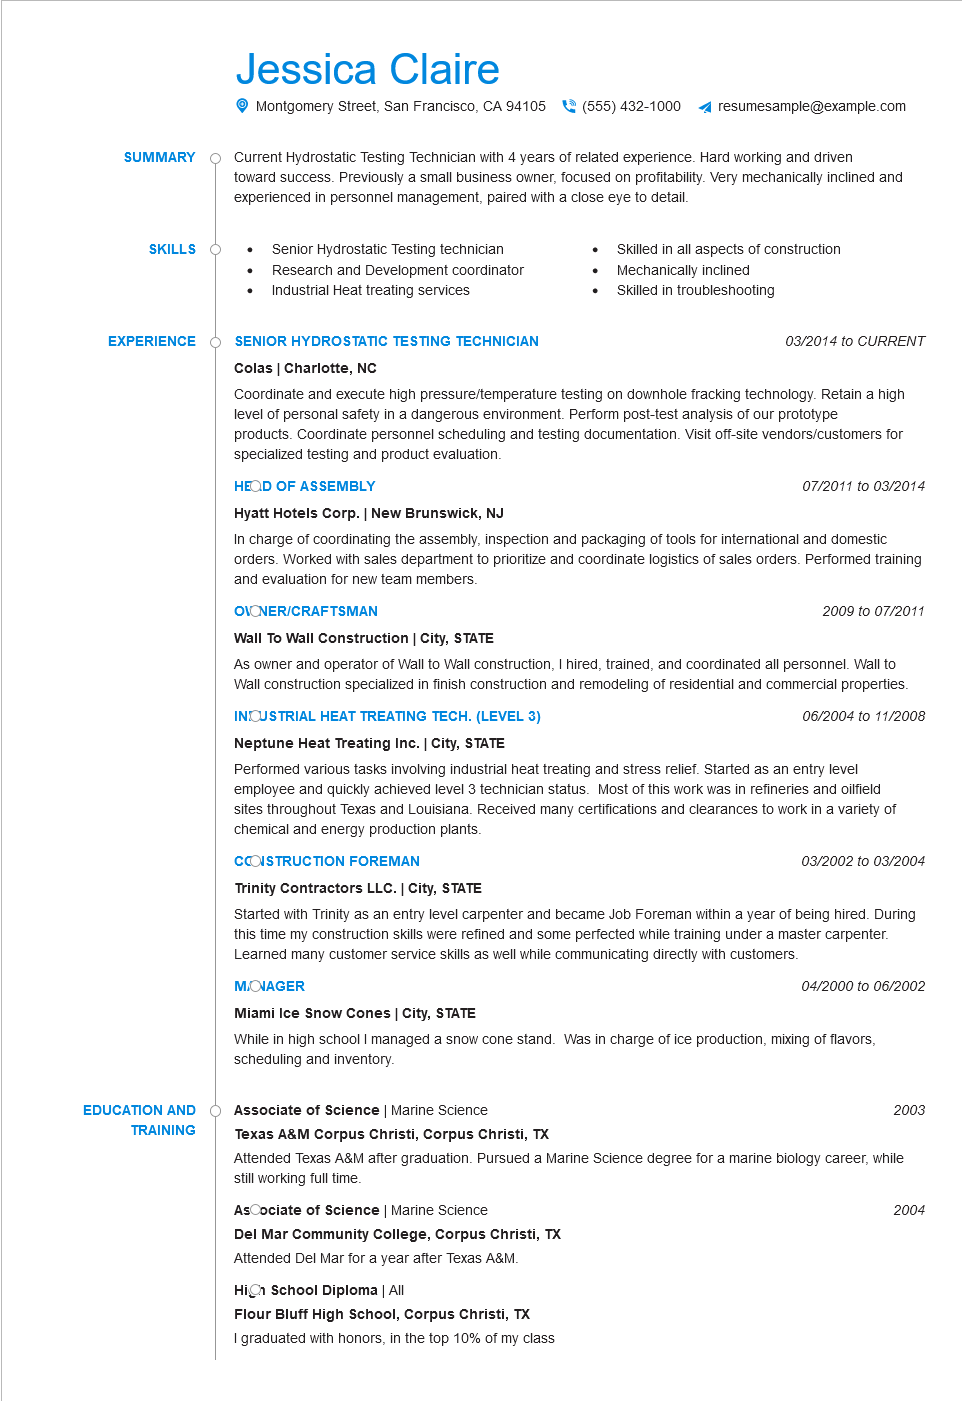 Jessica Claire
Montgomery Street, San Francisco, CA 94105 (555) 432-1000 resumesample@example.com
SUMMARY
Current Hydrostatic Testing Technician with 4 years of related experience. Hard working and driven
toward success. Previously a small business owner, focused on profitability. Very mechanically inclined and
experienced in personnel management, paired with a close eye to detail.
SKILLS
• Senior Hydrostatic Testing technician
• Research and Development coordinator
• Industrial Heat treating services
• Skilled in all aspects of construction
• Mechanically inclined
• Skilled in troubleshooting
EXPERIENCE
SENIOR HYDROSTATIC TESTING TECHNICIAN 03/2014 to CURRENT
Colas | Charlotte, NC
Coordinate and execute high pressure/temperature testing on downhole fracking technology. Retain a high
level of personal safety in a dangerous environment. Perform post-test analysis of our prototype
products. Coordinate personnel scheduling and testing documentation. Visit off-site vendors/customers for
specialized testing and product evaluation.
HEAD OF ASSEMBLY 07/2011 to 03/2014
Hyatt Hotels Corp. | New Brunswick, NJ
In charge of coordinating the assembly, inspection and packaging of tools for international and domestic
orders. Worked with sales department to prioritize and coordinate logistics of sales orders. Performed training
and evaluation for new team members.
OWNER/CRAFTSMAN 2009 to 07/2011
Wall To Wall Construction | City, STATE
As owner and operator of Wall to Wall construction, I hired, trained, and coordinated all personnel. Wall to
Wall construction specialized in finish construction and remodeling of residential and commercial properties.
INDUSTRIAL HEAT TREATING TECH. (LEVEL 3) 06/2004 to 11/2008
Neptune Heat Treating Inc. | City, STATE
Performed various tasks involving industrial heat treating and stress relief. Started as an entry level
employee and quickly achieved level 3 technician status.  Most of this work was in refineries and oilfield
sites throughout Texas and Louisiana. Received many certifications and clearances to work in a variety of
chemical and energy production plants.
CONSTRUCTION FOREMAN 03/2002 to 03/2004
Trinity Contractors LLC. | City, STATE
Started with Trinity as an entry level carpenter and became Job Foreman within a year of being hired. During
this time my construction skills were refined and some perfected while training under a master carpenter.
Learned many customer service skills as well while communicating directly with customers.
MANAGER 04/2000 to 06/2002
Miami Ice Snow Cones | City, STATE
While in high school I managed a snow cone stand.  Was in charge of ice production, mixing of flavors,
scheduling and inventory.
EDUCATION AND
TRAINING
Associate of Science | Marine Science 2003
Texas A&M Corpus Christi, Corpus Christi, TX
Attended Texas A&M after graduation. Pursued a Marine Science degree for a marine biology career, while
still working full time.
Associate of Science | Marine Science 2004
Del Mar Community College, Corpus Christi, TX
Attended Del Mar for a year after Texas A&M.
High School Diploma | All
Flour Bluff High School, Corpus Christi, TX
I graduated with honors, in the top 10% of my class